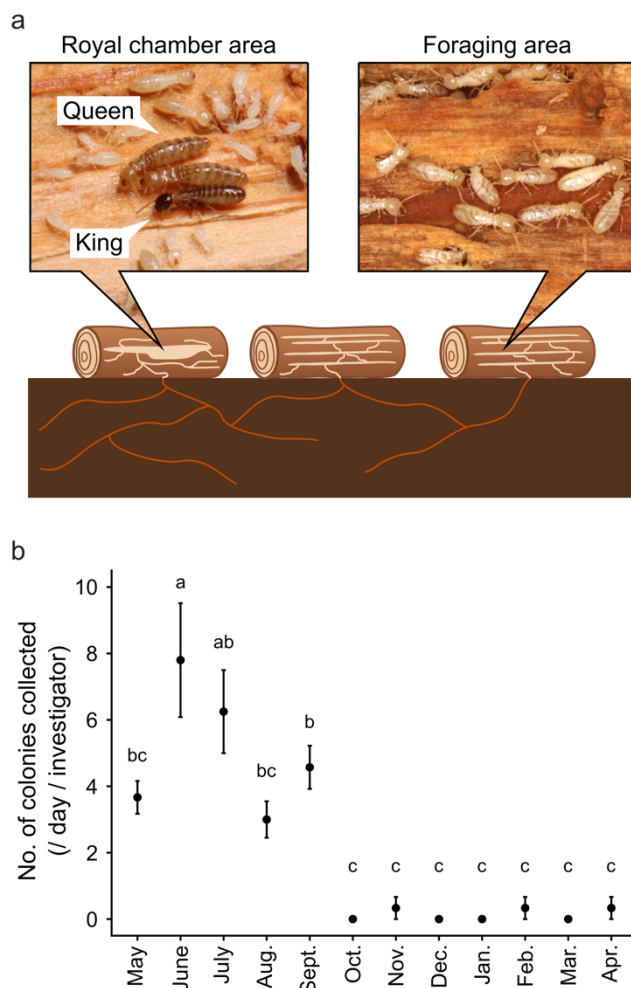 a
Royal chamber area
Foraging area
Queen
King
b
No. of colonies collected
(/ day / investigator)
10
8
6
4
2
0
bc
a
ab
bc
b
c
c
c
c
c
c
c
May
June
July
Aug.
Sept.
Oct.
Nov.
Dec.
Jan.
Feb.
Mar.
Apr.